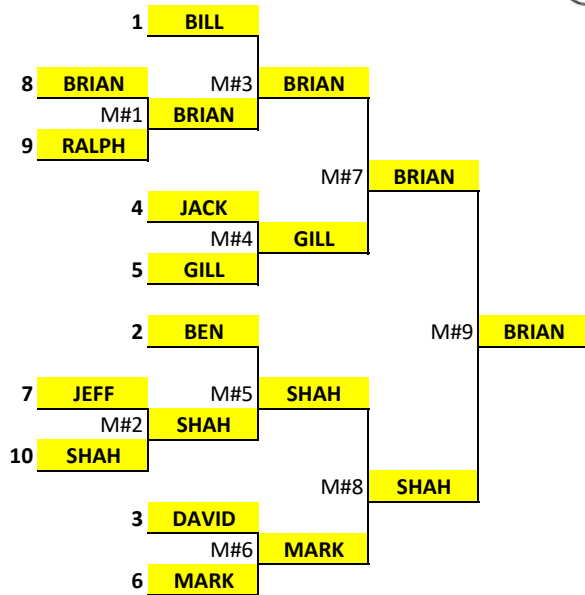 1 BILL
8 BRIAN M#3 BRIAN
M#1 BRIAN
9 RALPH
M#7 BRIAN
4 JACK
M#4 GILL
5 GILL
2 BEN M#9 BRIAN
7 JEFF M#5 SHAH
M#2 SHAH
10 SHAH
M#8 SHAH
3 DAVID
M#6 MARK
6 MARK